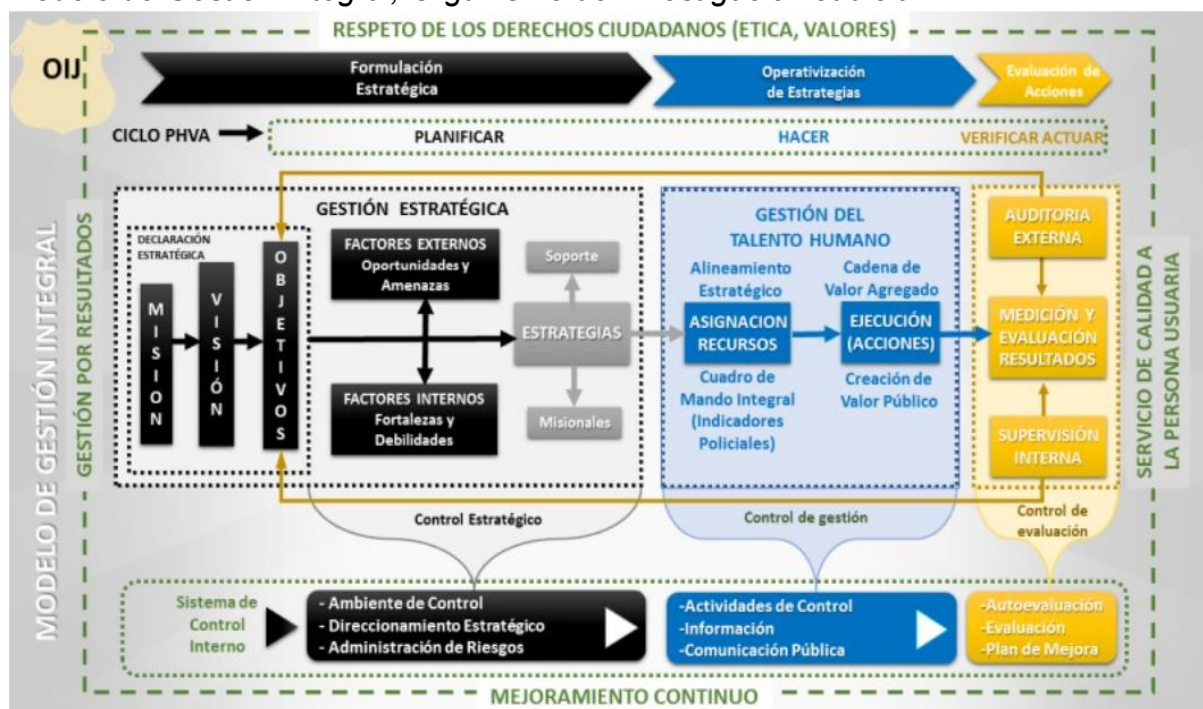 RESPETO DE LOS DERECHOS CIUDADANOS (ETICA, VALORES)
OIJ
Formulación
Estratégica
Operativización
de Estrategias
Evaluación de
Acciones
CICLO PHVA
PLANIFICAR
HACER
VERIFICAR ACTUAR
MODELO DE GESTIÓN INTEGRAL
GESTIÓN POR RESULTADOS
GESTIÓN ESTRATÉGICA
DECLARACIÓN
ESTRATÉGICA
MISION
VISIÓN
OBJETIVOS
FACTORES EXTERNOS
Oportunidades y
Amenazas
FACTORES INTERNOS
Fortalezas y
Debilidades
Soporte
ESTRATEGIAS
Misionales
GESTIÓN DEL
TALENTO HUMANO
Alineamiento
Estratégico
ASIGNACION
RECURSOS
Cuadro de
Mando Integral
(Indicadores
Policiales)
Cadena de
Valor Agregado
EJECUCIÓN
(ACCIONES)
Creación de
Valor Público
AUDITORIA
EXTERNA
MEDICIÓN Y
EVALUACIÓN
RESULTADOS
SUPERVISIÓN
INTERNA
SERVICIO DE CALIDAD A
LA PERSONA USUARIA
Control Estratégico
Control de gestión
Control de
evaluación
Sistema de
Control
Interno
- Ambiente de Control
- Direccionamiento Estratégico
- Administración de Riesgos
-Actividades de Control
-Información
-Comunicación Pública
-Autoevaluación
-Evaluación
-Plan de Mejora
MEJORAMIENTO CONTINUO